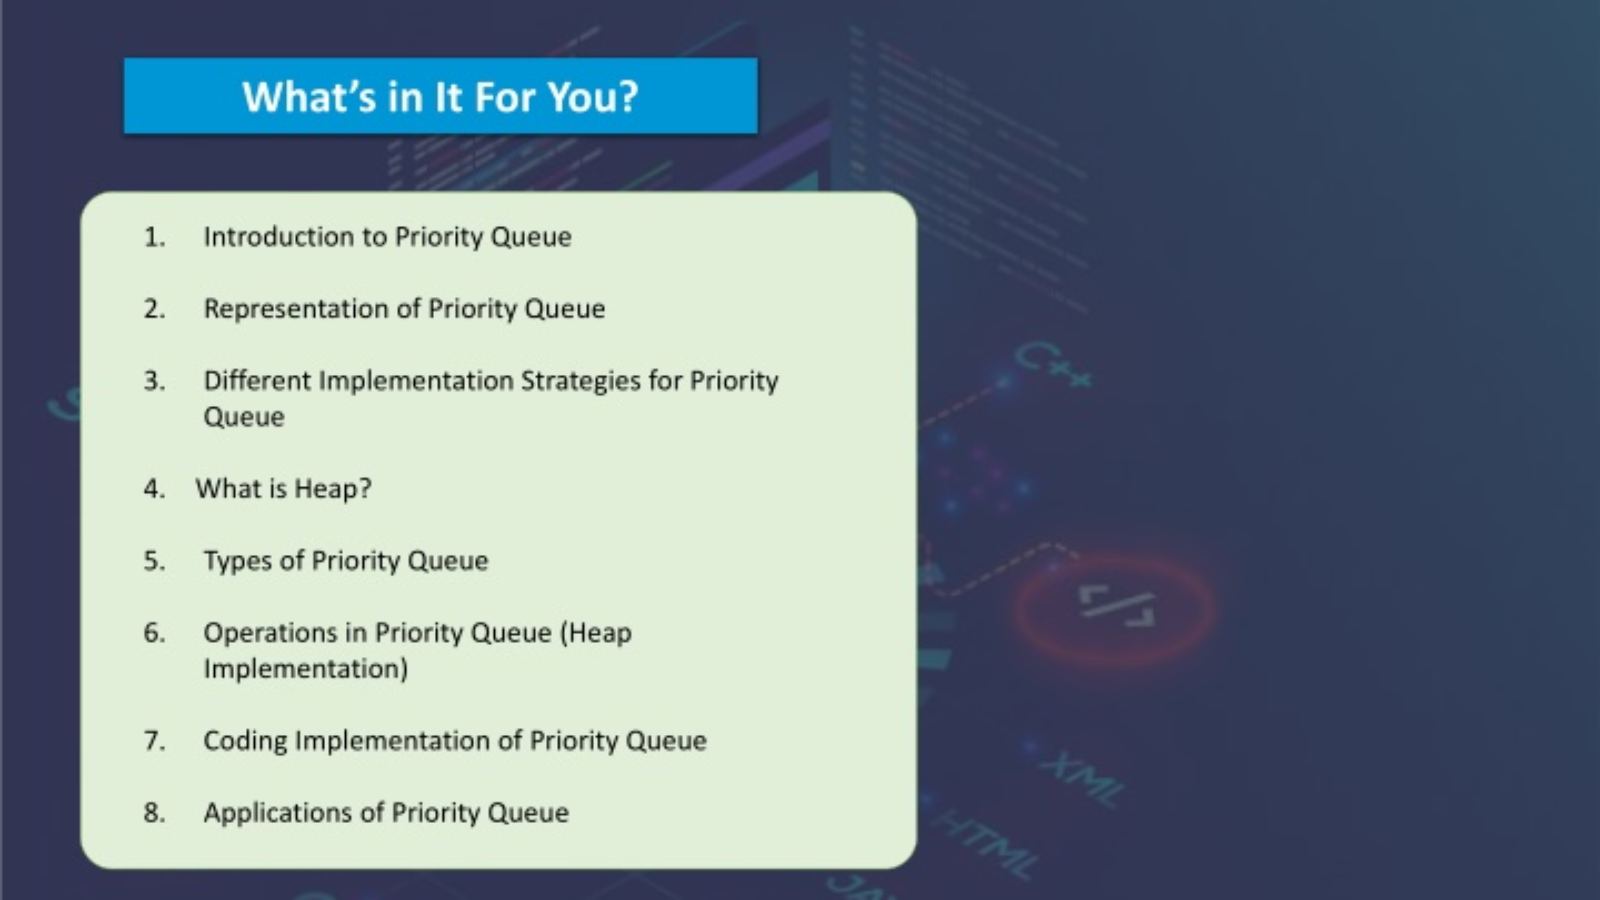 What's in It For You?
1. Introduction to Priority Queue
2. Representation of Priority Queue
3. Different Implementation Strategies for Priority
Queue
4. What is Heap?
5. Types of Priority Queue
6. Operations in Priority Queue (Heap
Implementation)
7. Coding Implementation of Priority Queue
8. Applications of Priority Queue
C++
</>
XML
HTML